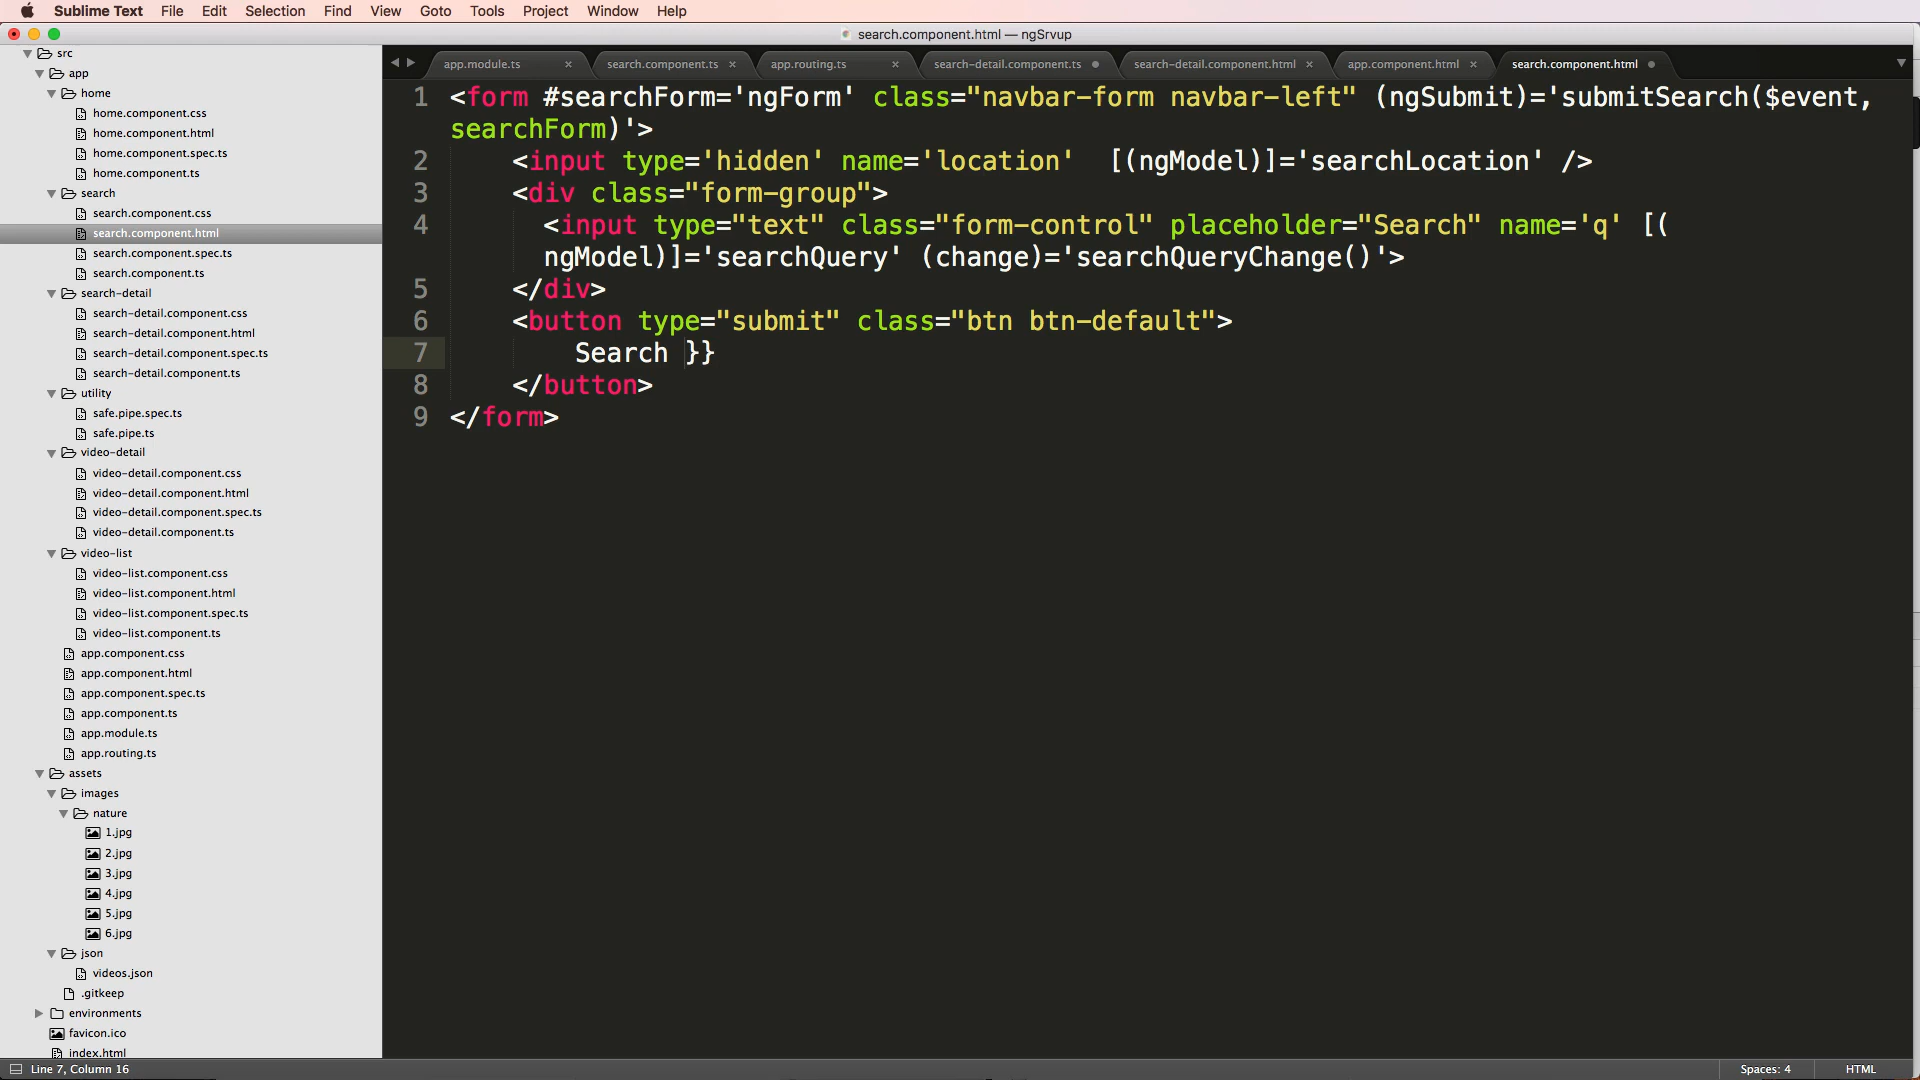 Sublime Text File Edit Selection Find View Goto Tools Project Window Help
search.component.html — ngSrvup
src
app
home
home.component.css
home.component.html
home.component.spec.ts
home.component.ts
search
search.component.css
search.component.html
search.component.spec.ts
search.component.ts
search-detail
search-detail.component.css
search-detail.component.html
search-detail.component.spec.ts
search-detail.component.ts
utility
safe.pipe.spec.ts
safe.pipe.ts
video-detail
video-detail.component.css
video-detail.component.html
video-detail.component.spec.ts
video-detail.component.ts
video-list
video-list.component.css
video-list.component.html
video-list.component.spec.ts
video-list.component.ts
app.component.css
app.component.html
app.component.spec.ts
app.component.ts
app.module.ts
app.routing.ts
assets
images
nature
1.jpg
2.jpg
3.jpg
4.jpg
5.jpg
6.jpg
json
videos.json
.gitkeep
environments
favicon.ico
index.html
app.module.ts × search.component.ts × app.routing.ts × search-detail.component.ts search-detail.component.html × app.component.html × search.component.html
1 <form #searchForm='ngForm' class="navbar-form navbar-left" (ngSubmit)='submitSearch($event,
searchForm)'>
2 <input type='hidden' name='location'  [(ngModel)]='searchLocation' />
3 <div class="form-group">
4 <input type="text" class="form-control" placeholder="Search" name='q' [(
ngModel)]='searchQuery' (change)='searchQueryChange()'>
5 </div>
6 <button type="submit" class="btn btn-default">
7 Search }}
8 </button>
9 </form>
Line 7, Column 16 Spaces: 4 HTML